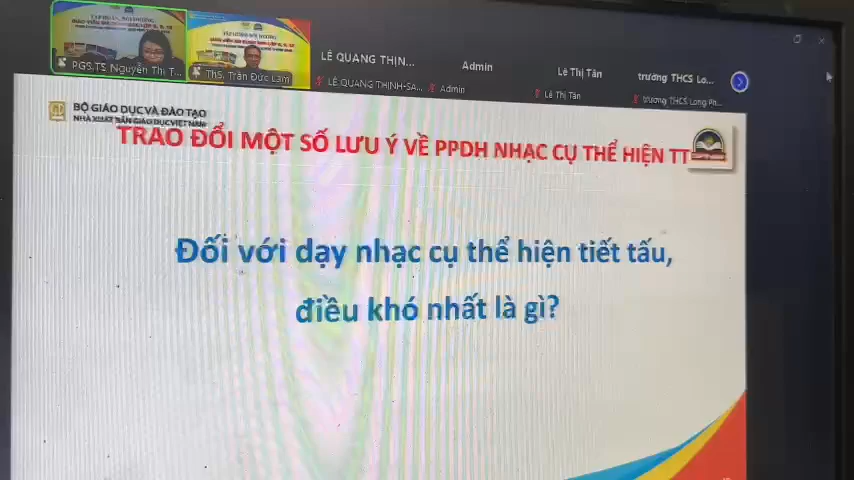 PGS.TS Nguyễn Thị T...
ThS. Trần Đức Lâm
LÊ QUANG THỊN...
LÊ QUANG THỊNH-SA...
Admin
Admin
Lê Thị Tân
Lê Thị Tân
trường THCS Lo...
trường THCS Long Ph...
BỘ GIÁO DỤC VÀ ĐÀO TẠO
NHÀ XUẤT BẢN GIÁO DỤC VIỆT NAM
TRAO ĐỔI MỘT SỐ LƯU Ý VỀ PPDH NHẠC CỤ THỂ HIỆN TT
Đối với dạy nhạc cụ thể hiện tiết tấu,
điều khó nhất là gì?